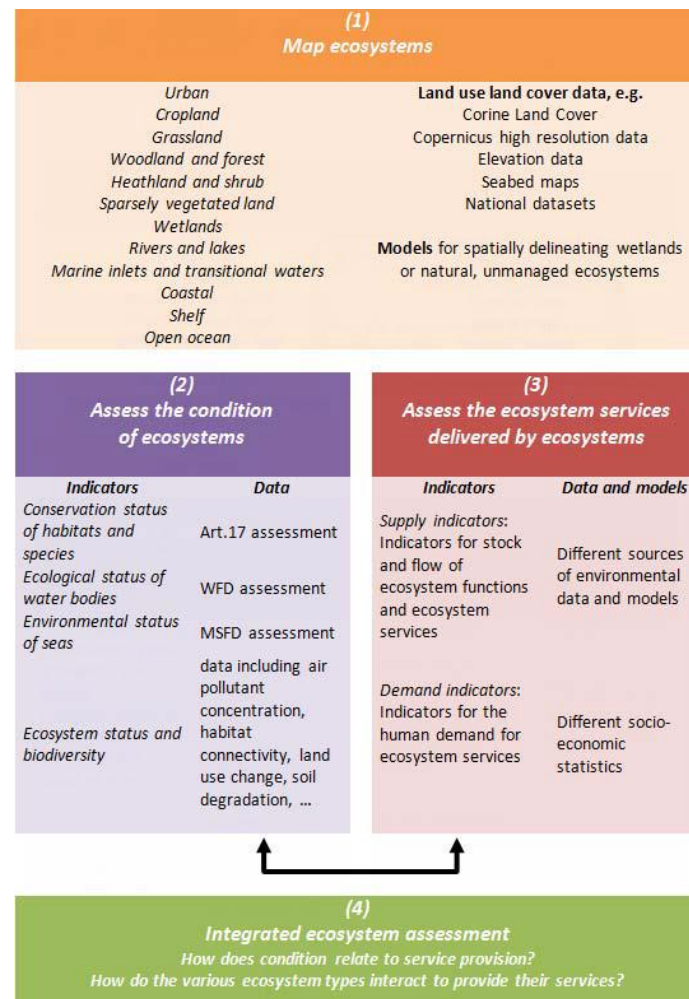 (1)
Map ecosystems
Urban
Cropland
Grassland
Woodland and forest
Heathland and shrub
Sparsely vegetated land
Wetlands
Rivers and lakes
Marine inlets and transitional waters
Coastal
Shelf
Open ocean
Land use land cover data, e.g.
Corine Land Cover
Copernicus high resolution data
Elevation data
Seabed maps
National datasets
Models for spatially delineating wetlands
or natural, unmanaged ecosystems
(2)
Assess the condition
of ecosystems
Indicators
Data
Conservation status
of habitats and
species
Art.17 assessment
Ecological status of
water bodies
WFD assessment
Environmental status
of seas
MSFD assessment
Ecosystem status and
biodiversity
data including air
pollutant
concentration,
habitat
connectivity, land
use change, soil
degradation, …
(3)
Assess the ecosystem services
delivered by ecosystems
Indicators
Data and models
Supply indicators:
Indicators for stock
and flow of
ecosystem functions
and ecosystem
services
Different sources
of environmental
data and models
Demand indicators:
Indicators for the
human demand for
ecosystem services
Different socio-
economic
statistics
(4)
Integrated ecosystem assessment
How does condition relate to service provision?
How do the various ecosystem types interact to provide their services?